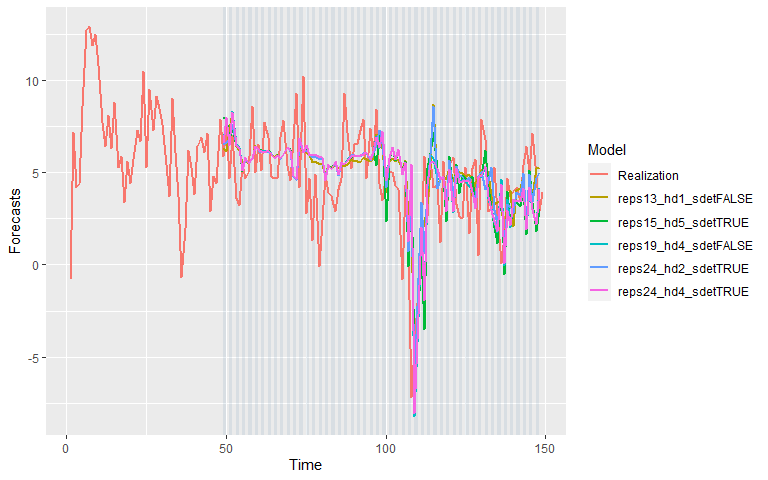 10
5
0
-5
Forecasts
0
50
100
150
Time
Model
Realization
reps13_hd1_sdetFALSE
reps15_hd5_sdetTRUE
reps19_hd4_sdetFALSE
reps24_hd2_sdetTRUE
reps24_hd4_sdetTRUE